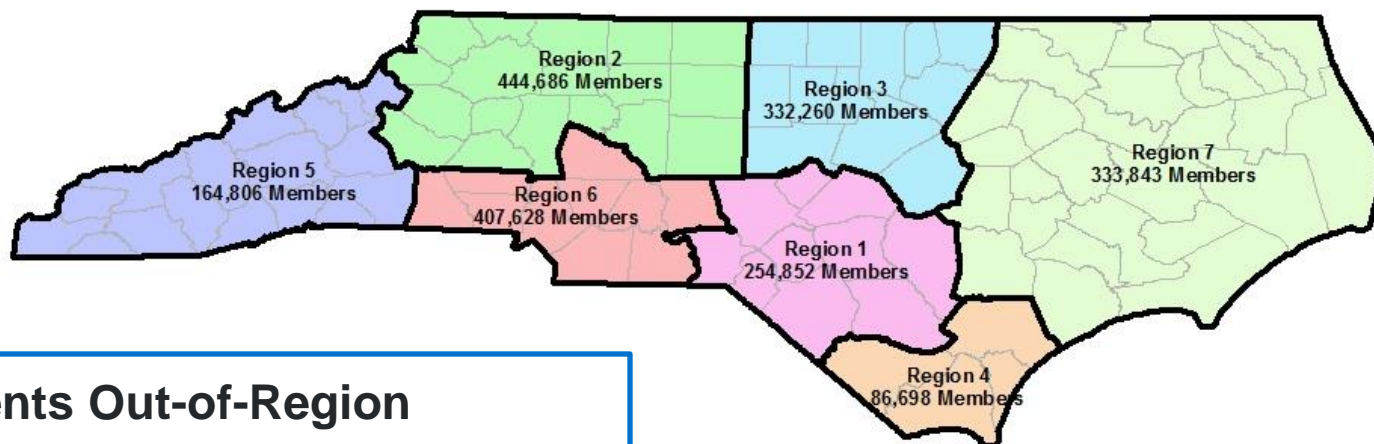 Region 2
444,686 Members
Region 3
332,260 Members
Region 7
333,843 Members
Region 5
164,806 Members
Region 6
407,628 Members
Region 1
254,852 Members
Region 4
86,698 Members
Out-of-Region